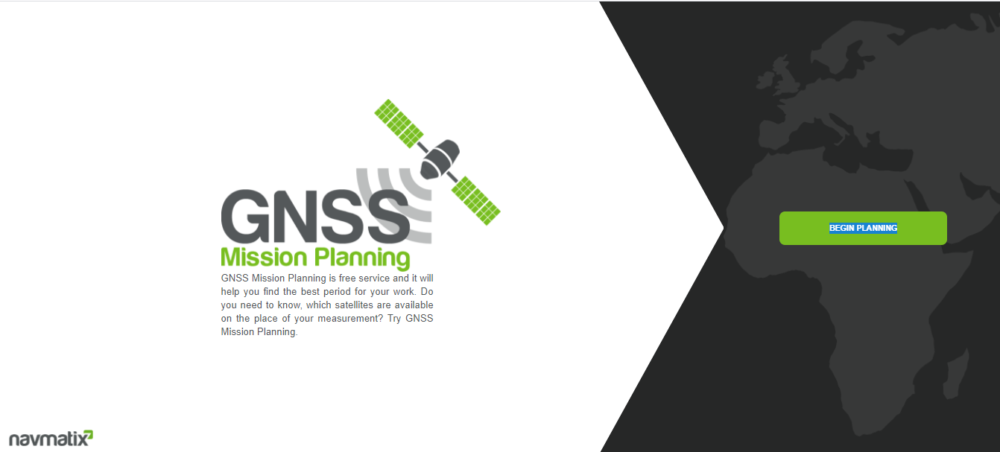 GNSS
Mission Planning
GNSS Mission Planning is free service and it will
help you find the best period for your work. Do
you need to know, which satellites are available
on the place of your measurement? Try GNSS
Mission Planning.
BEGIN PLANNING
navmatix